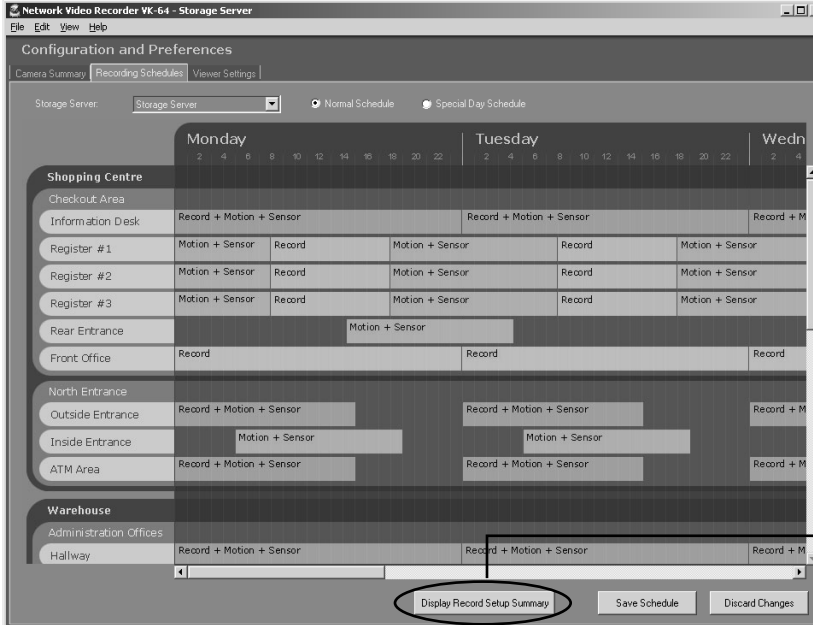 Network Video Recorder VK-64 - Storage Server
File Edit View Help
Configuration and Preferences
Camera Summary Recording Schedules Viewer Settings
Storage Server: Storage Server Normal Schedule Special Day Schedule
Monday Tuesday Wedn
2 4 6 8 10 12 14 16 18 20 22 2 4 6 8 10 12 14 16 18 20 22 2 4
Shopping Centre
Checkout Area
Information Desk Record + Motion + Sensor Record + Motion + Sensor Record + M
Register #1 Motion + Sensor Record Motion + Sensor Record Motion + Sensor
Register #2 Motion + Sensor Record Motion + Sensor Record Motion + Sensor
Register #3 Motion + Sensor Record Motion + Sensor Record Motion + Sensor
Rear Entrance Motion + Sensor
Front Office Record Record Record
North Entrance
Outside Entrance Record + Motion + Sensor Record + Motion + Sensor Record + M
Inside Entrance Motion + Sensor Motion + Sensor
ATM Area Record + Motion + Sensor Record + Motion + Sensor Record + M
Warehouse
Administration Offices
Hallway Record + Motion + Sensor Record + Motion + Sensor Record + M
Display Record Setup Summary Save Schedule Discard Changes